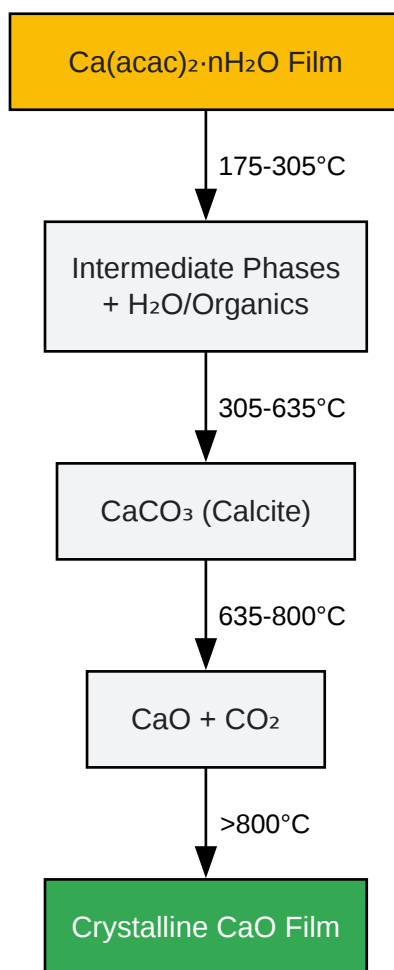 Ca(acac)₂·nH₂O Film
175-305°C
Intermediate Phases
+ H₂O/Organics
305-635°C
CaCO₃ (Calcite)
635-800°C
CaO + CO₂
>800°C
Crystalline CaO Film